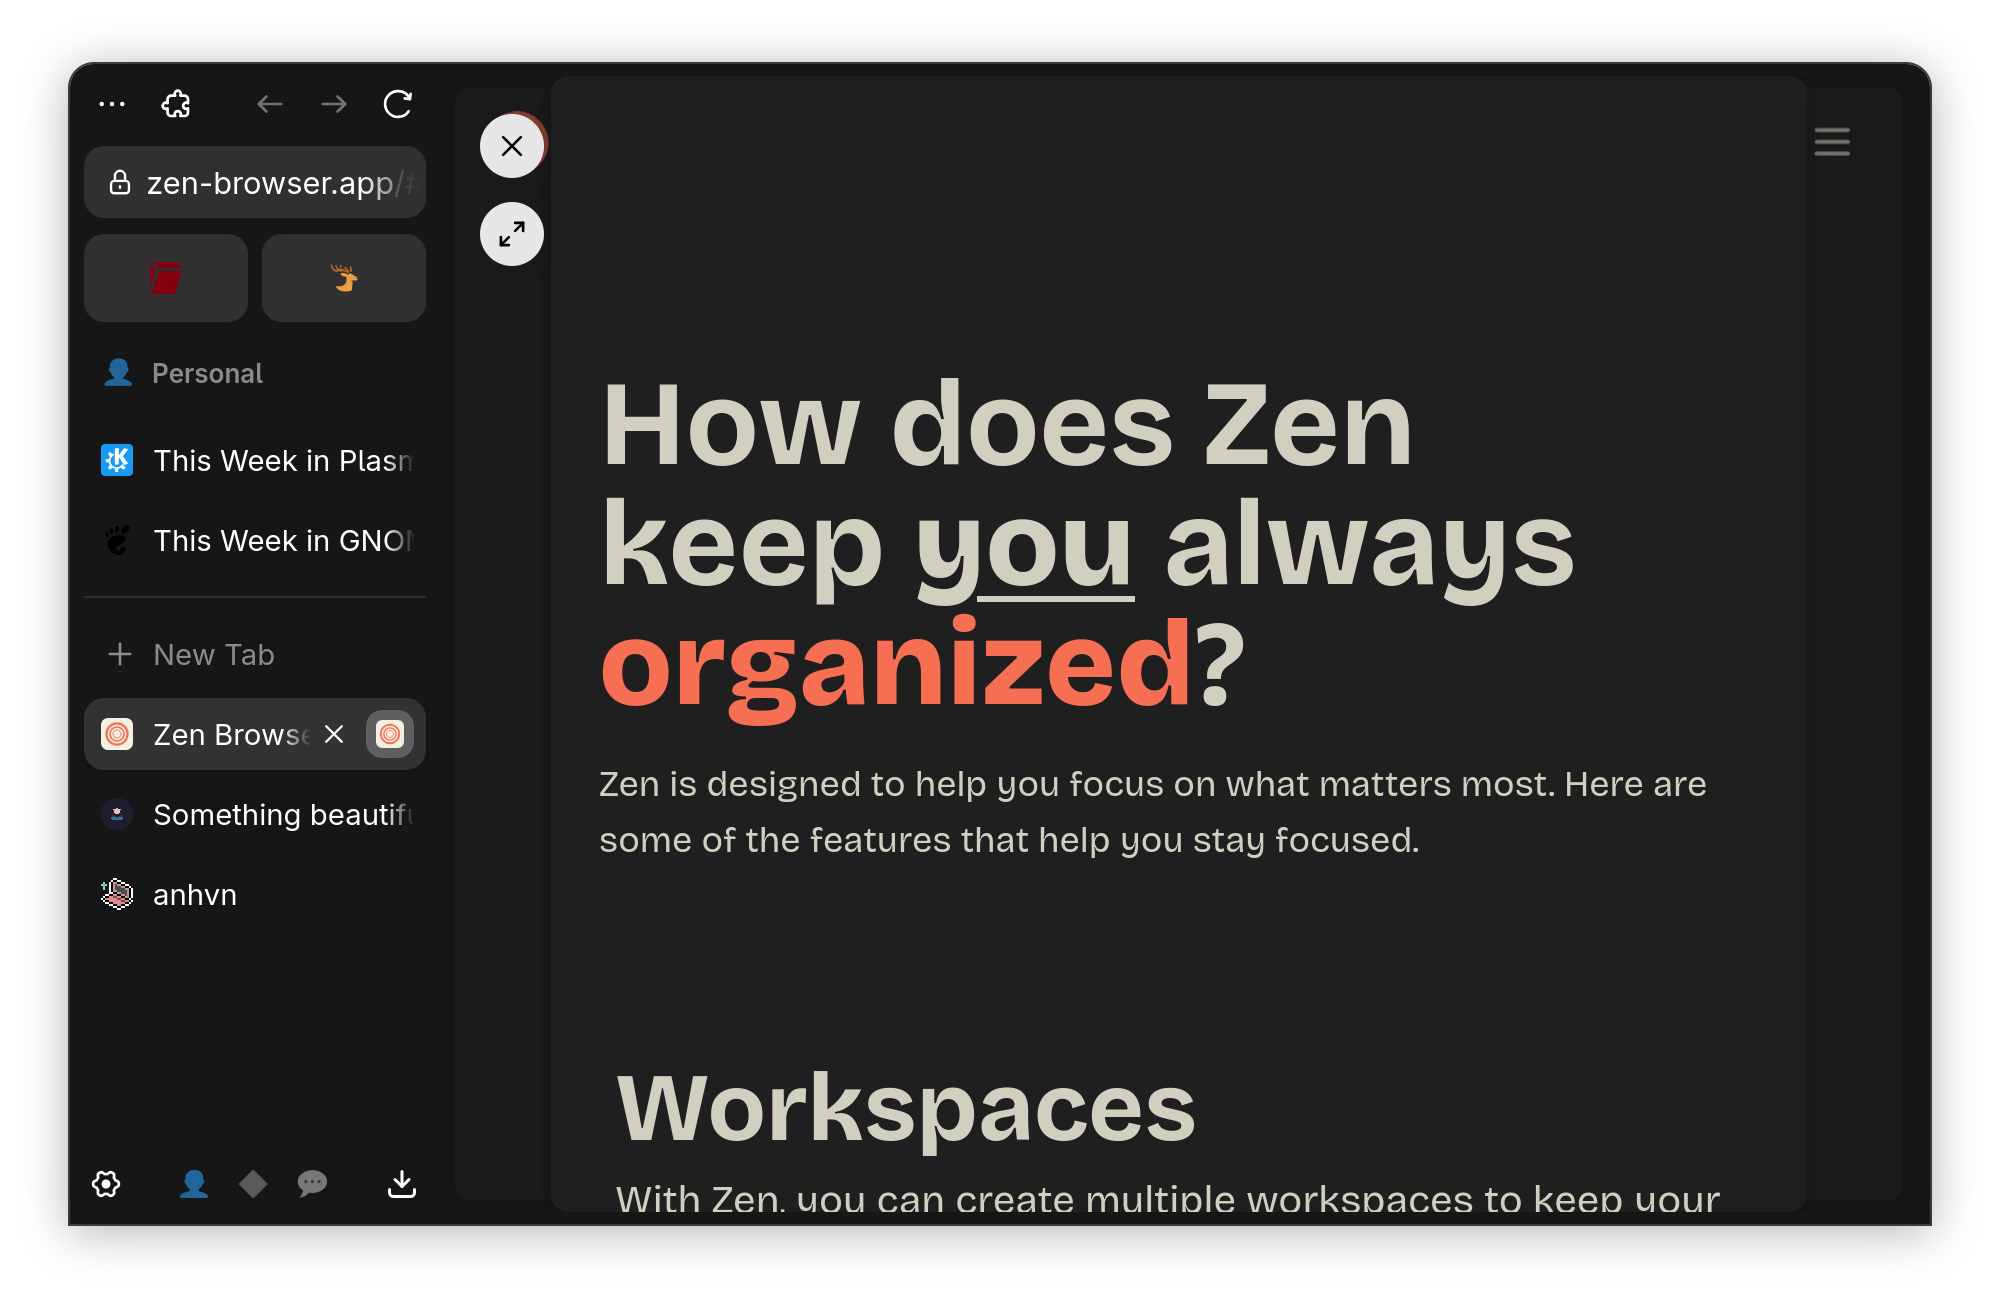 zen-browser.app/#
Personal
This Week in Plasm
This Week in GNOM
New Tab
Zen Browse
Something beautifu
anhvn
How does Zen
keep you always
organized?
Zen is designed to help you focus on what matters most. Here are
some of the features that help you stay focused.
Workspaces
With Zen, you can create multiple workspaces to keep your